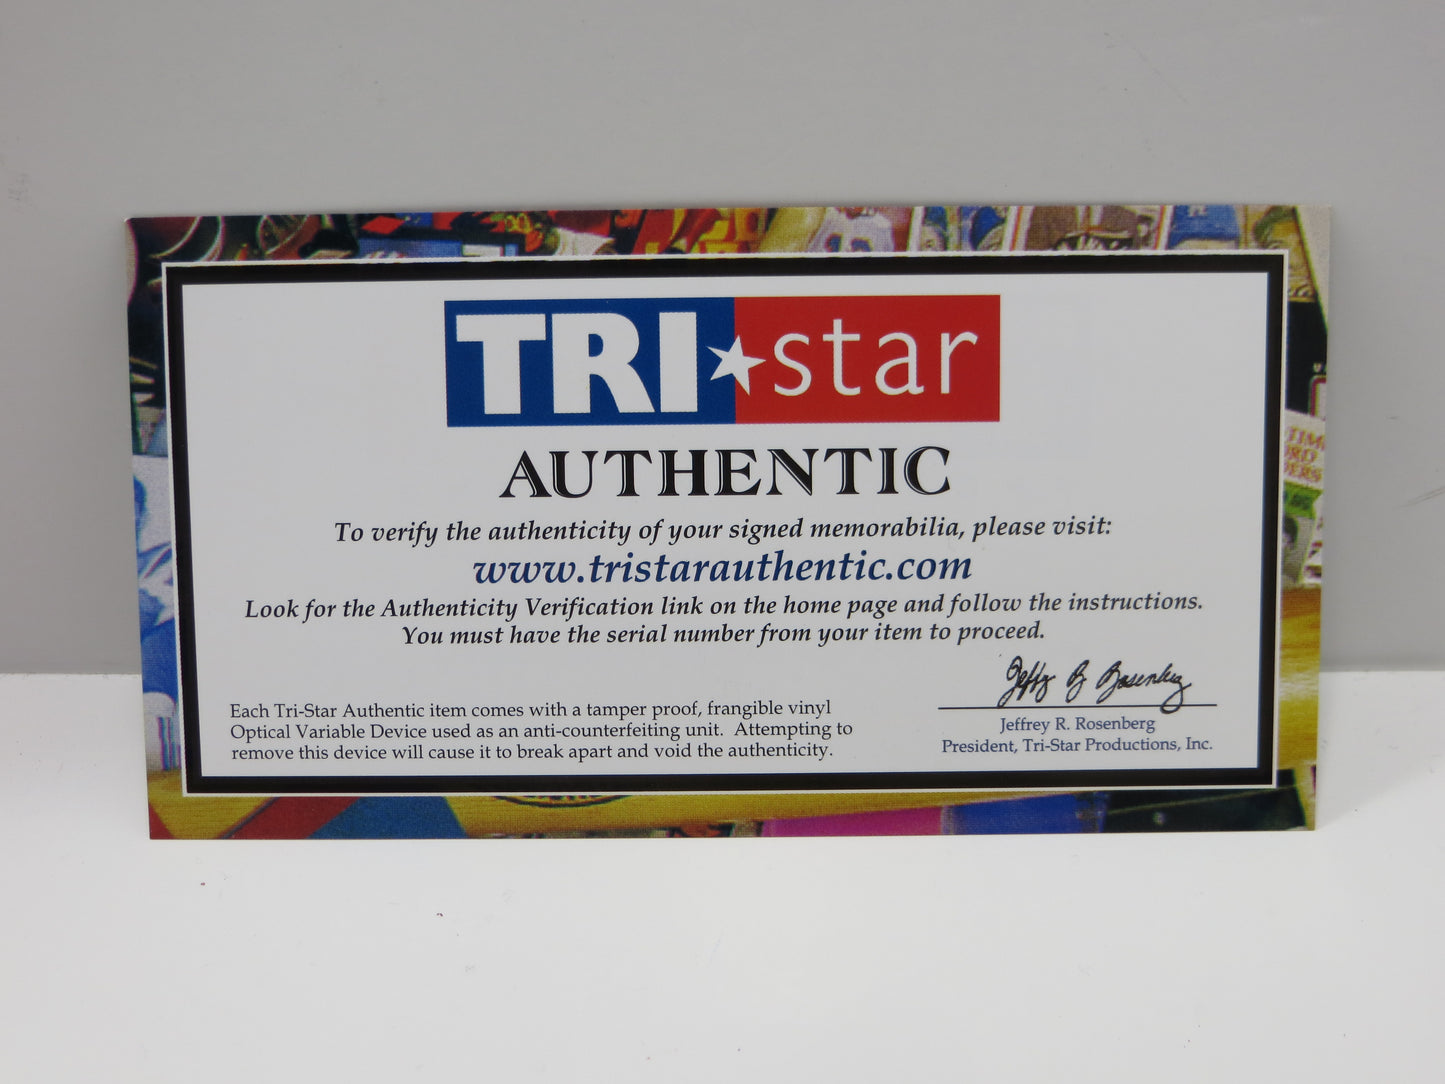 TRI★star
AUTHENTIC
To verify the authenticity of your signed memorabilia, please visit:
www.tristarauthentic.com
Look for the Authenticity Verification link on the home page and follow the instructions.
You must have the serial number from your item to proceed.
Each Tri-Star Authentic item comes with a tamper proof, frangible vinyl
Optical Variable Device used as an anti-counterfeiting unit. Attempting to
remove this device will cause it to break apart and void the authenticity.
Jeffrey R. Rosenberg
Jeffrey R. Rosenberg
President, Tri-Star Productions, Inc.